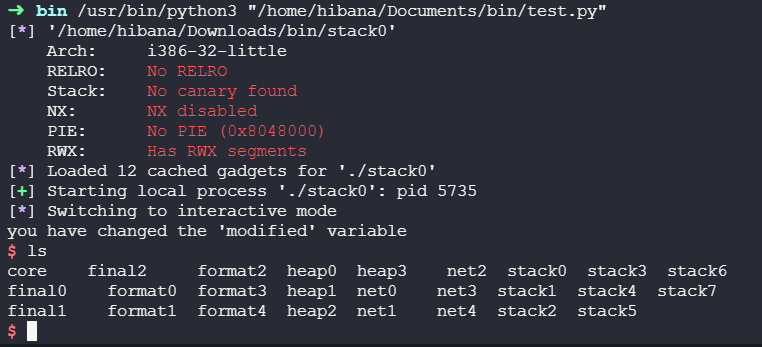 ➜ bin /usr/bin/python3 "/home/hibana/Documents/bin/test.py"
[*] '/home/hibana/Downloads/bin/stack0'
    Arch:     i386-32-little
    RELRO:    No RELRO
    Stack:    No canary found
    NX:       NX disabled
    PIE:      No PIE (0x8048000)
    RWX:      Has RWX segments
[*] Loaded 12 cached gadgets for './stack0'
[+] Starting local process './stack0': pid 5735
[*] Switching to interactive mode
you have changed the 'modified' variable
$ ls
core    final2     format2  heap0  heap3    net2  stack0  stack3  stack6
final0    format0  format3  heap1  net0    net3  stack1  stack4  stack7
final1    format1  format4  heap2  net1    net4  stack2  stack5
$